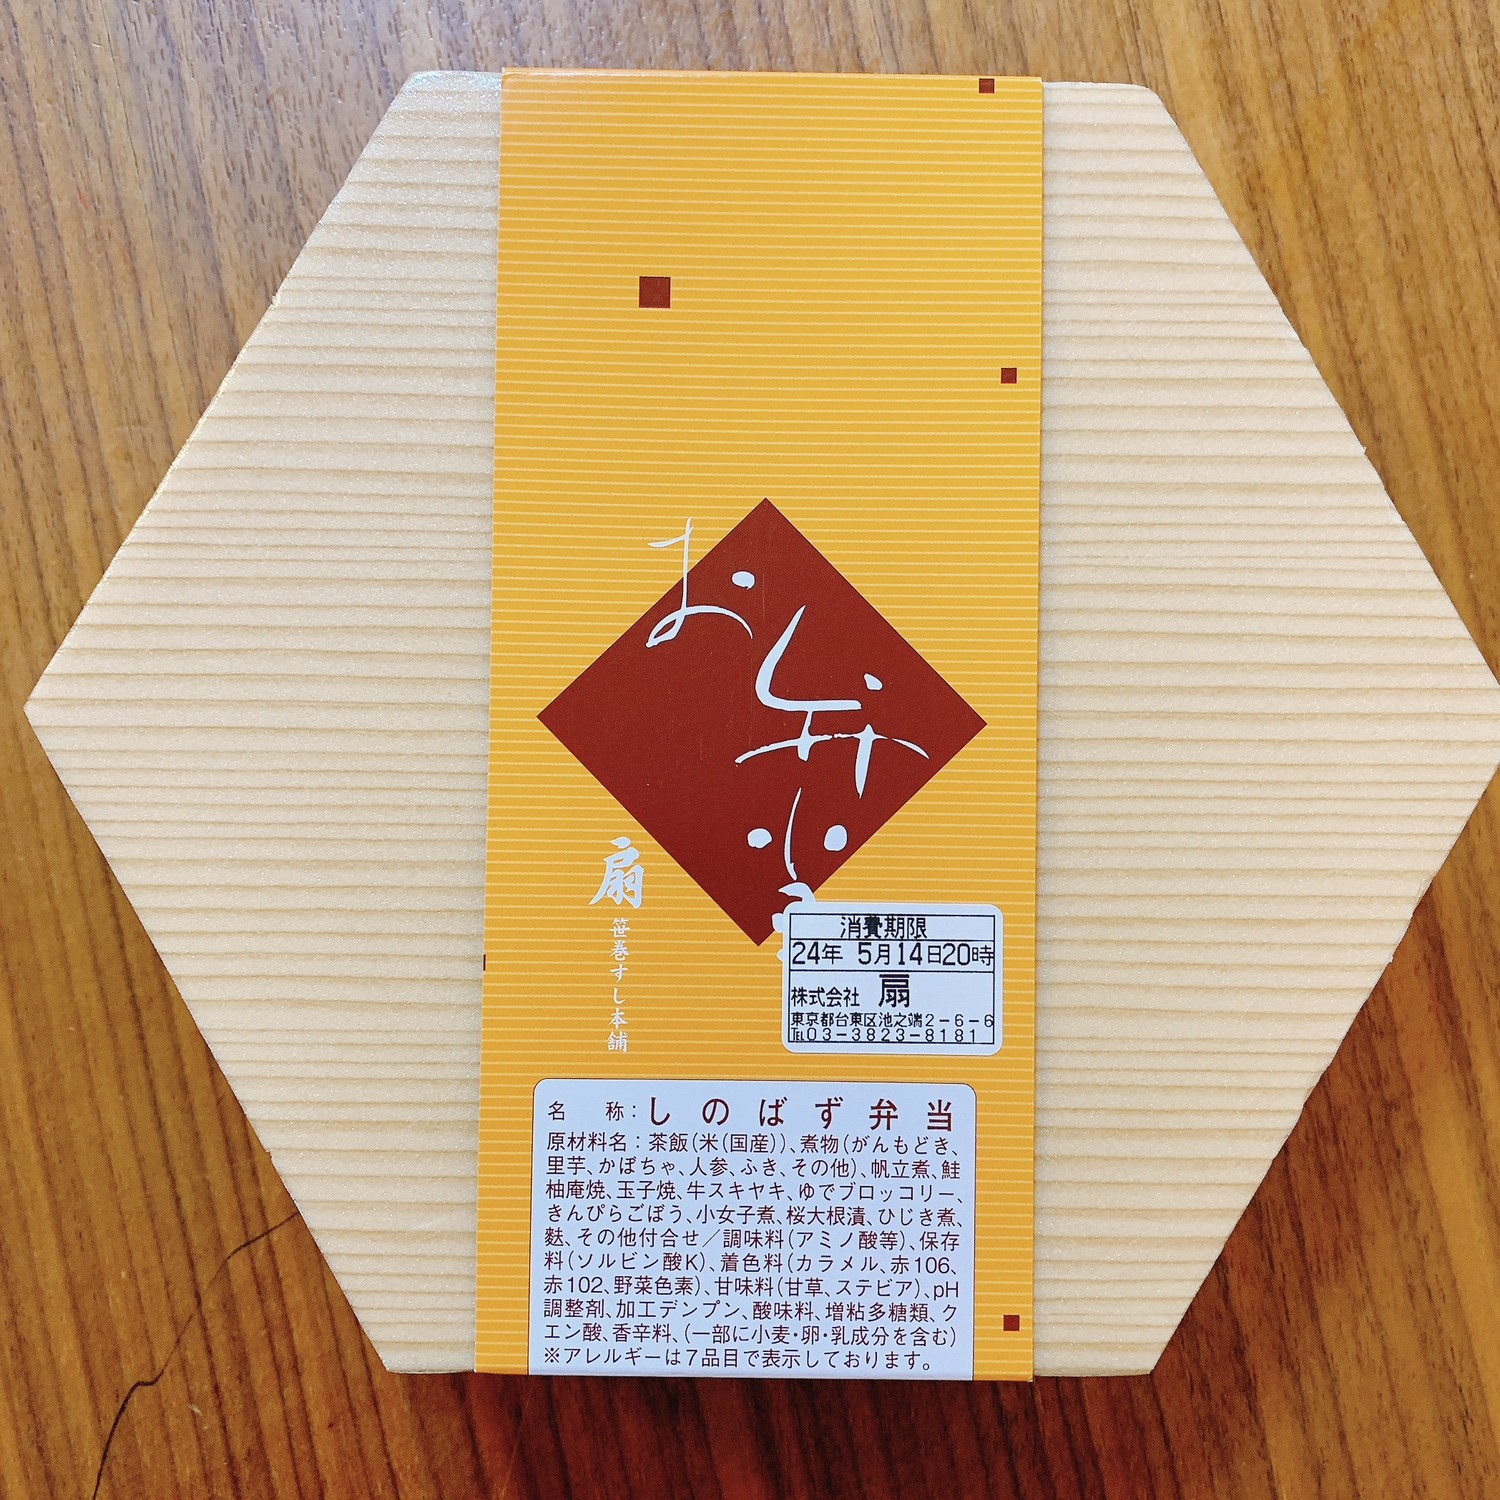 お弁当
扇
笹巻すし本舗
消費期限
24年 5月14日20時
株式会社 扇
東京都台東区池之端2-6-6
℡03-3823-8181
名称:しのばず弁当
原材料名:茶飯(米(国産))、煮物(がんもどき、
里芋、かぼちゃ、人参、ふき、その他)、帆立煮、鮭
柚庵焼、玉子焼、牛スキヤキ、ゆでブロッコリー、
きんぴらごぼう、小女子煮、桜大根漬、ひじき煮、
麩、その他付合せ/調味料(アミノ酸等)、保存
料(ソルビン酸K)、着色料(カラメル、赤106、
赤102、野菜色素)、甘味料(甘草、ステビア)、pH
調整剤、加工デンプン、酸味料、増粘多糖類、ク
エン酸、香辛料、(一部に小麦・卵・乳成分を含む)
※アレルギーは7品目で表示しております。